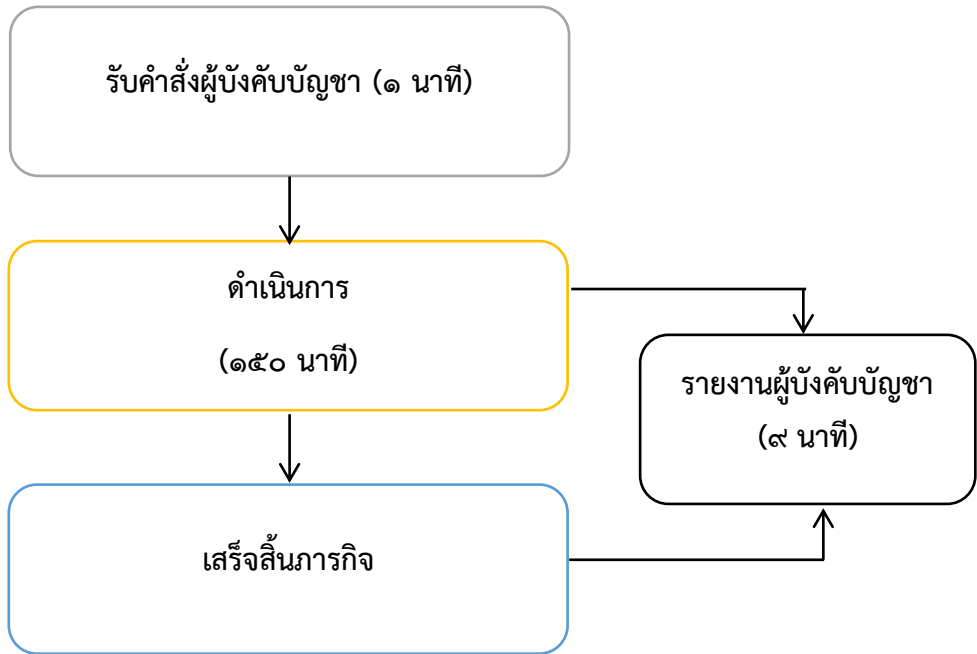 รับคำสั่งผู้บังคับบัญชา (๑ นาที)
ดำเนินการ
(๑๕๐ นาที)
รายงานผู้บังคับบัญชา
(๙ นาที)
เสร็จสิ้นภารกิจ